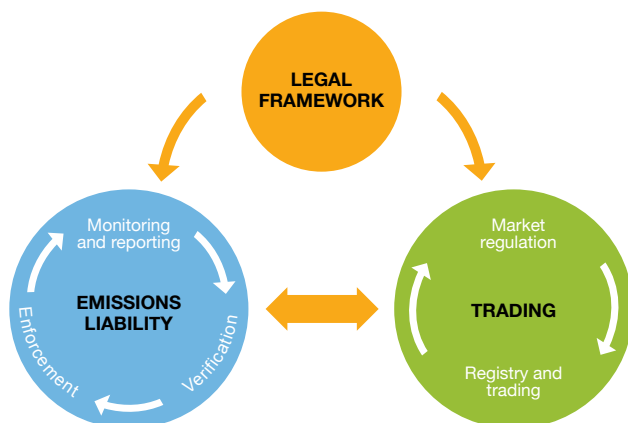 LEGAL
FRAMEWORK
Monitoring
and reporting
EMISSIONS
LIABILITY
Enforcement
Verification
Market
regulation
TRADING
Registry and
trading